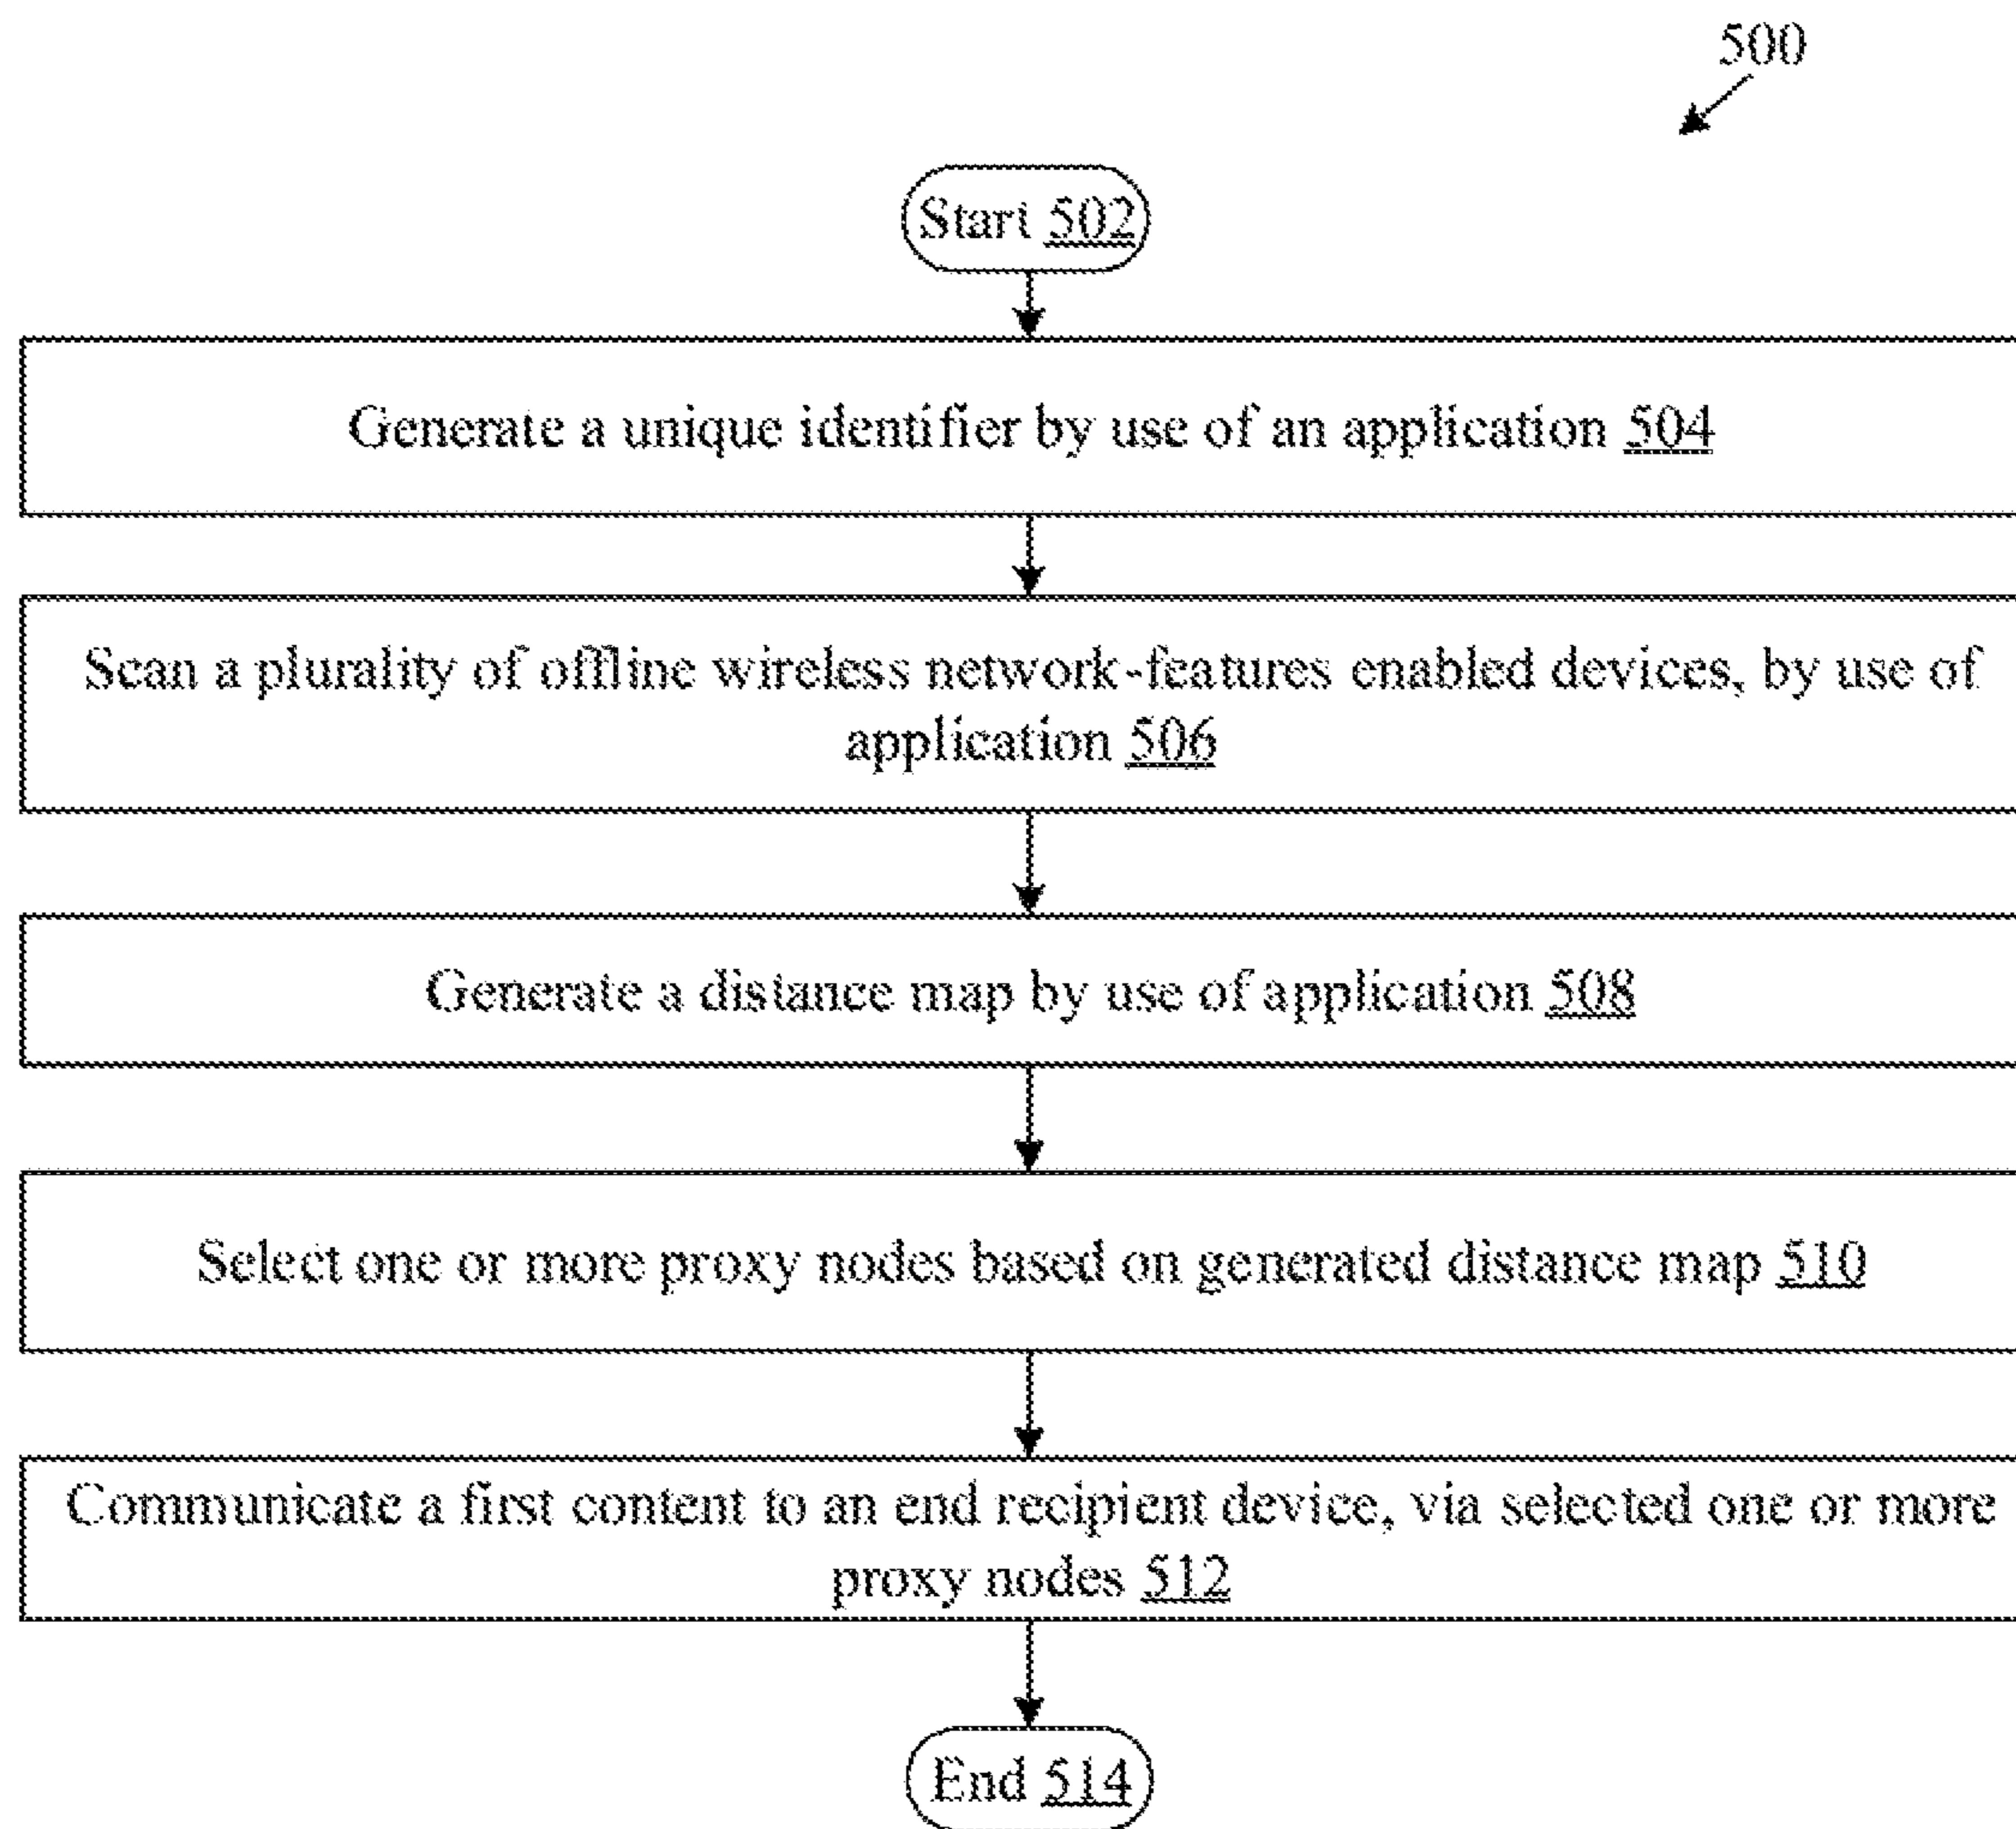 500
Start 502
Generate a unique identifier by use of an application 504
Scan a plurality of offline wireless network-features enabled devices, by use of
application 506
Generate a distance map by use of application 508
Select one or more proxy nodes based on generated distance map 510
Communicate a first content to an end recipient device, via selected one or more
proxy nodes 512
End 514